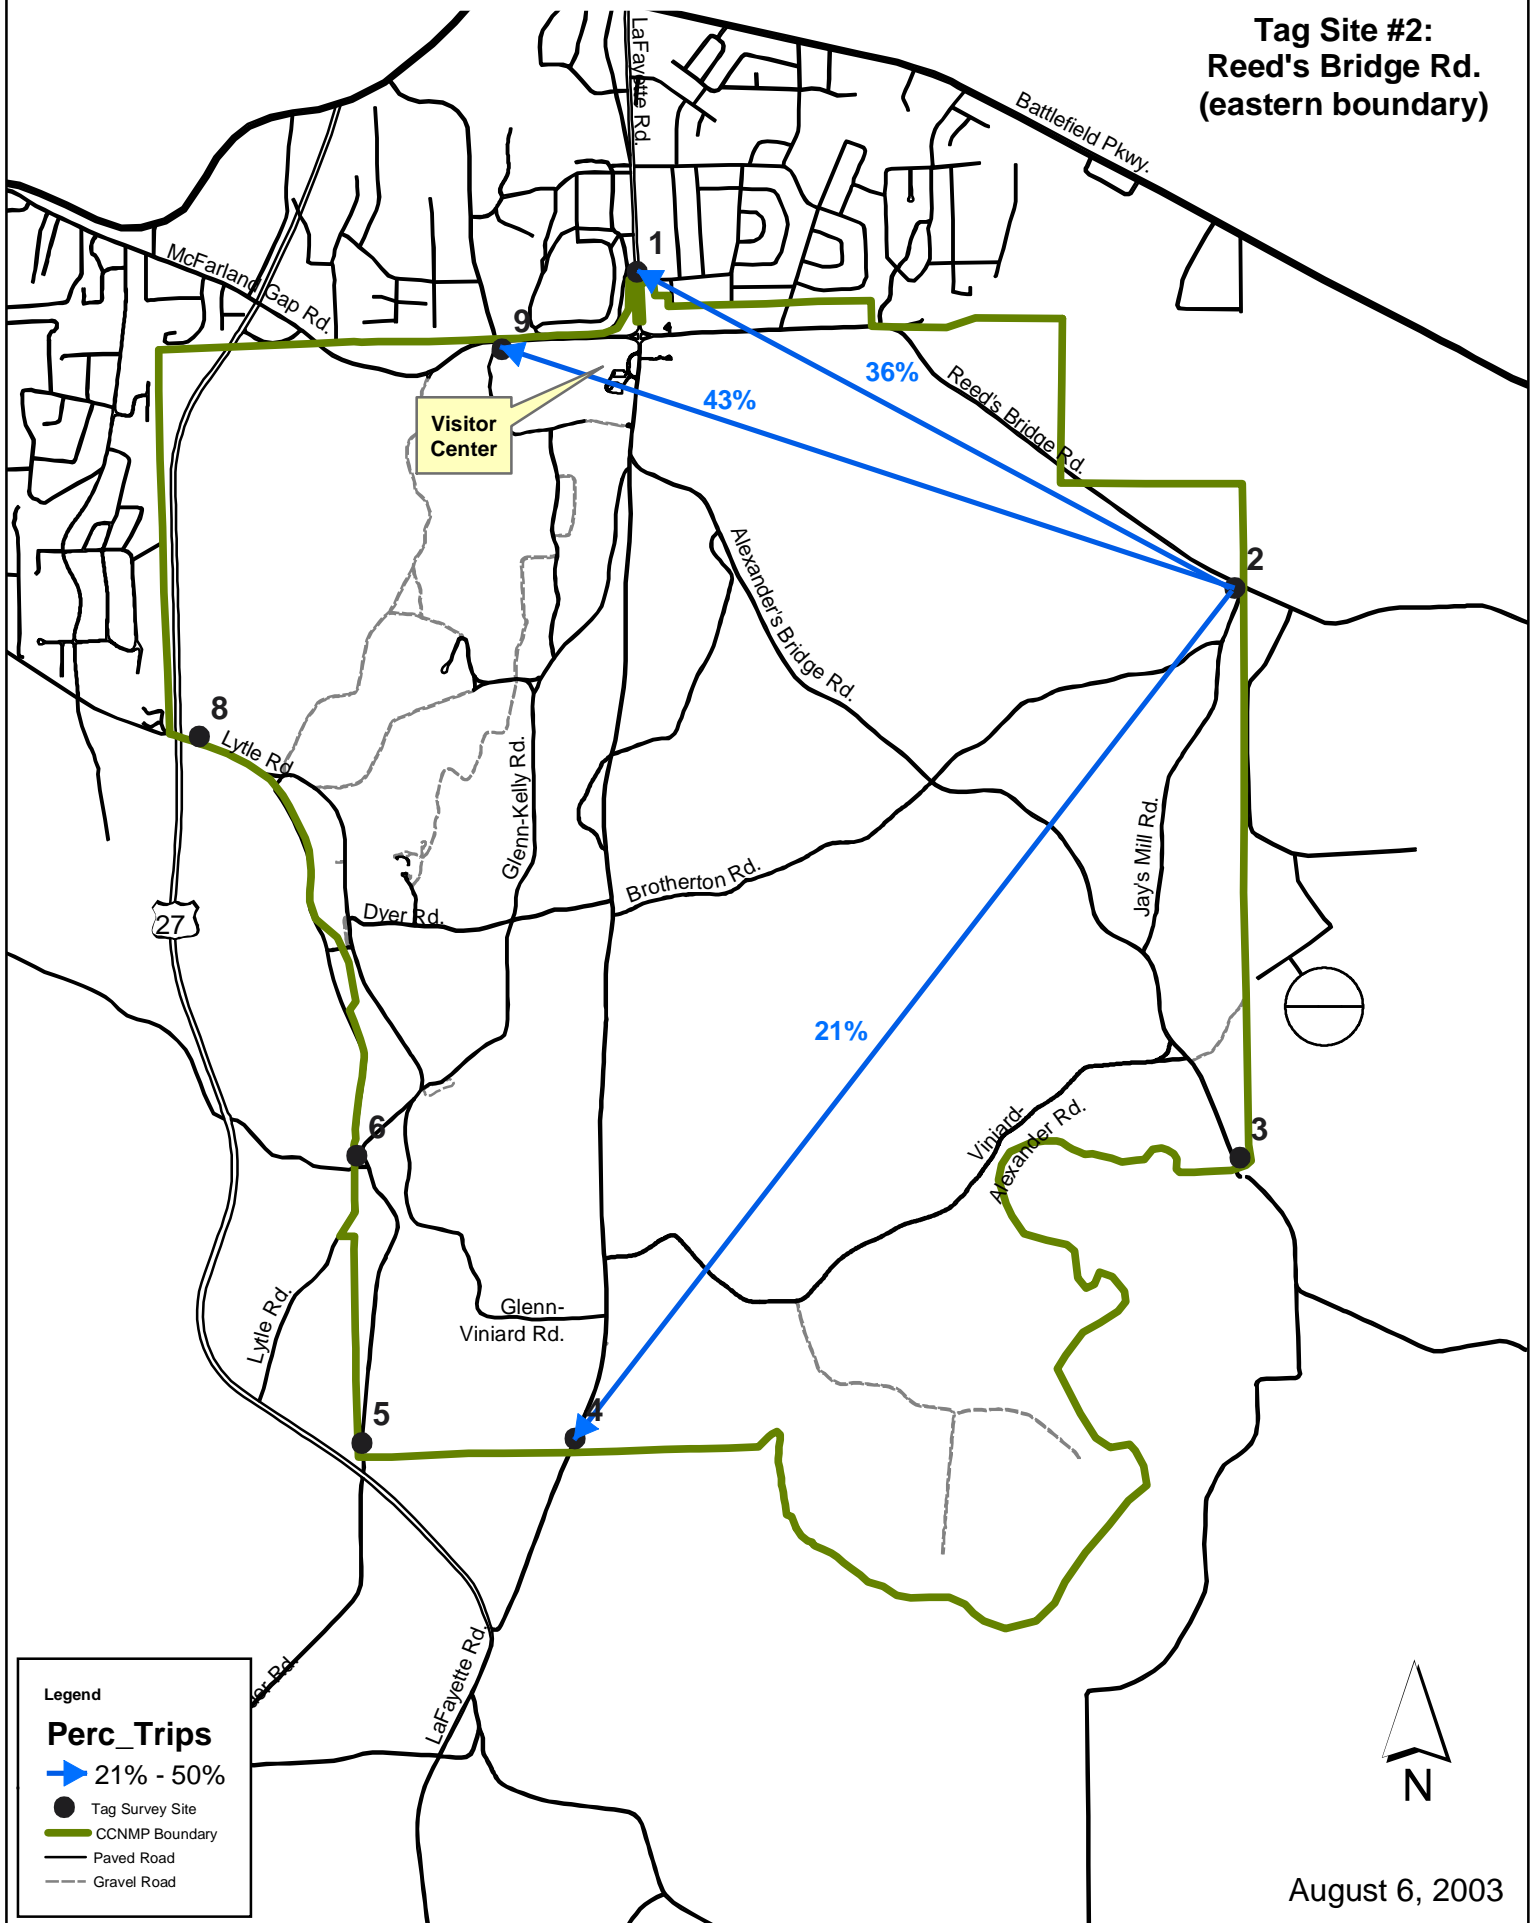 Tag Site #2:
Reed's Bridge Rd.
(eastern boundary)
LaFayette Rd.
Battlefield Pkwy.
McFarland Gap Rd.
1
9
36%
43%
Reed's Bridge Rd.
Visitor
Center
Alexander's Bridge Rd.
2
8
Lytle Rd
Glenn-Kelly Rd.
Jay's Mill Rd.
Brotherton Rd.
Dyer Rd.
27
21%
Viniard-
Alexander Rd.
6
3
Lytle Rd.
Glenn-
Viniard Rd.
5
4
LaFayette Rd.
Rd.
Legend
Perc_Trips
21% - 50%
Tag Survey Site
CCNMP Boundary
Paved Road
Gravel Road
N
August 6, 2003